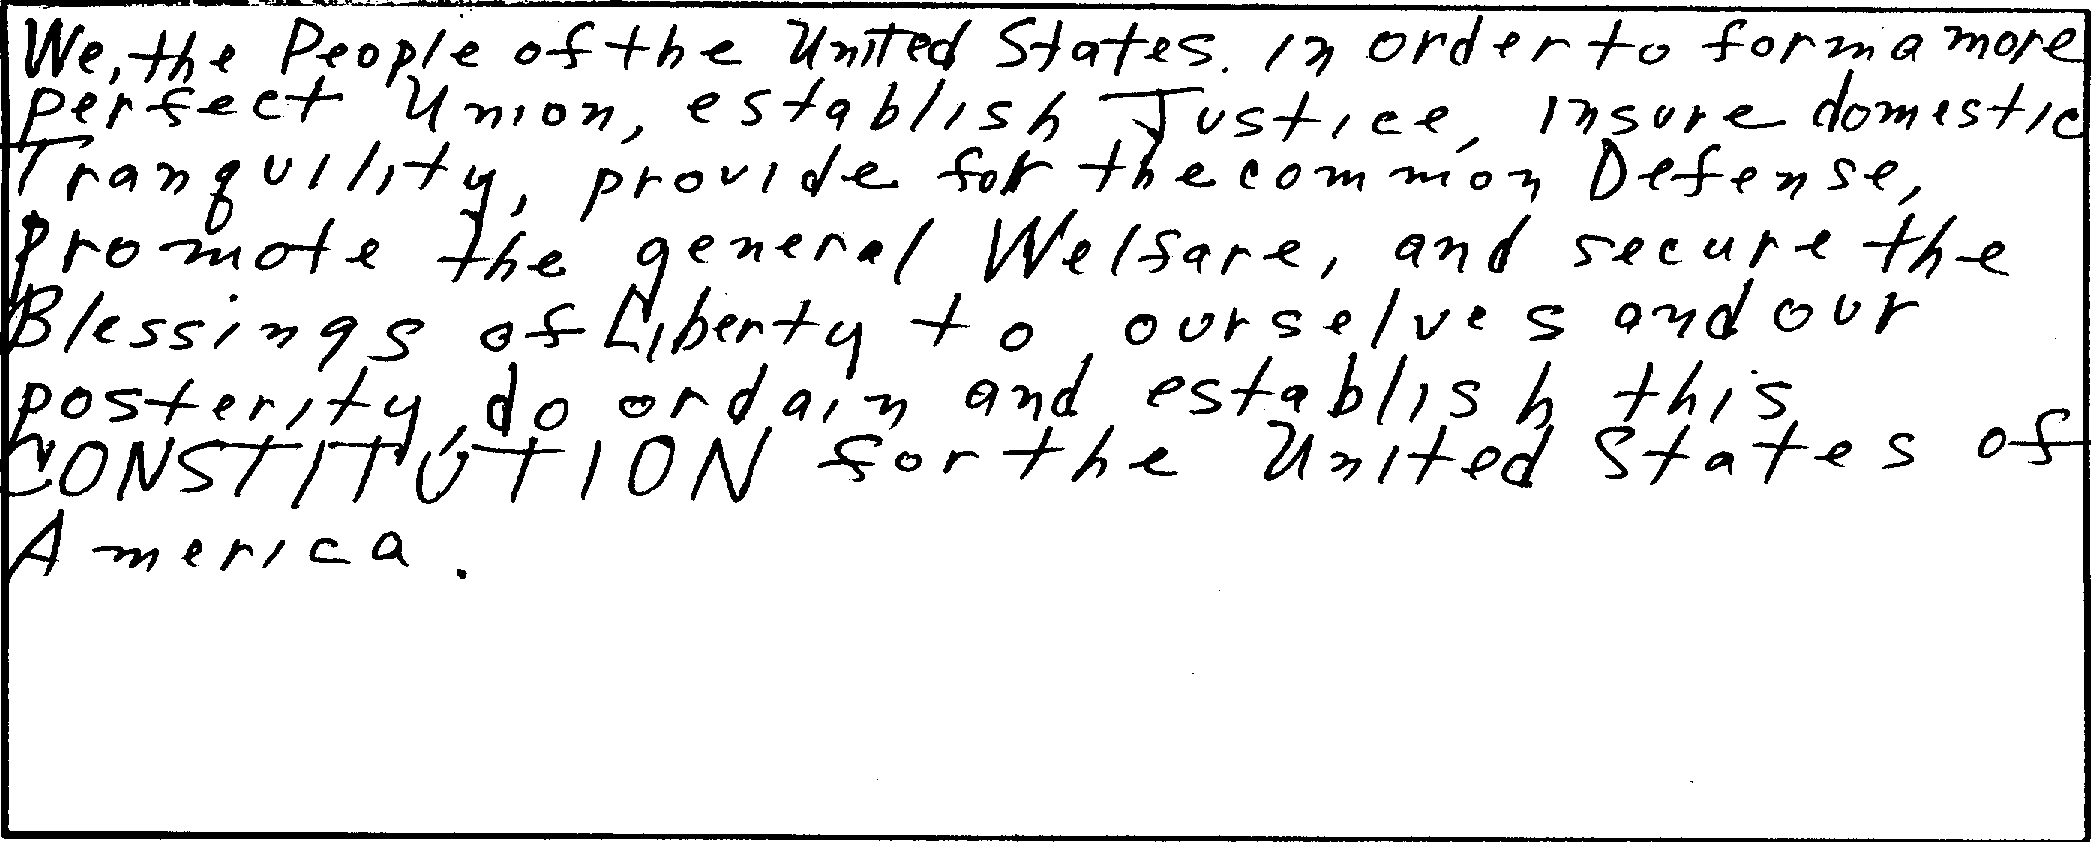 We, the People of the United States. in order to form a more
perfect Union, establish Justice, insure domestic
Tranquility, provide for the common Defense,
Promote the general Welfare, and secure the
Blessings of Liberty to ourselves and our
posterity, do ordain and establish this
CONSTITUTION for the United States of
America.